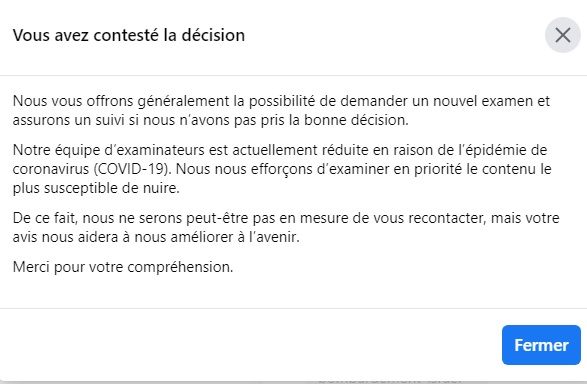 Vous avez contesté la décision
Nous vous offrons généralement la possibilité de demander un nouvel examen et
assurons un suivi si nous n’avons pas pris la bonne décision.
Notre équipe d’examinateurs est actuellement réduite en raison de l’épidémie de
coronavirus (COVID-19). Nous nous efforçons d’examiner en priorité le contenu le
plus susceptible de nuire.
De ce fait, nous ne serons peut-être pas en mesure de vous recontacter, mais votre
avis nous aidera à nous améliorer à l’avenir.
Merci pour votre compréhension.
Fermer